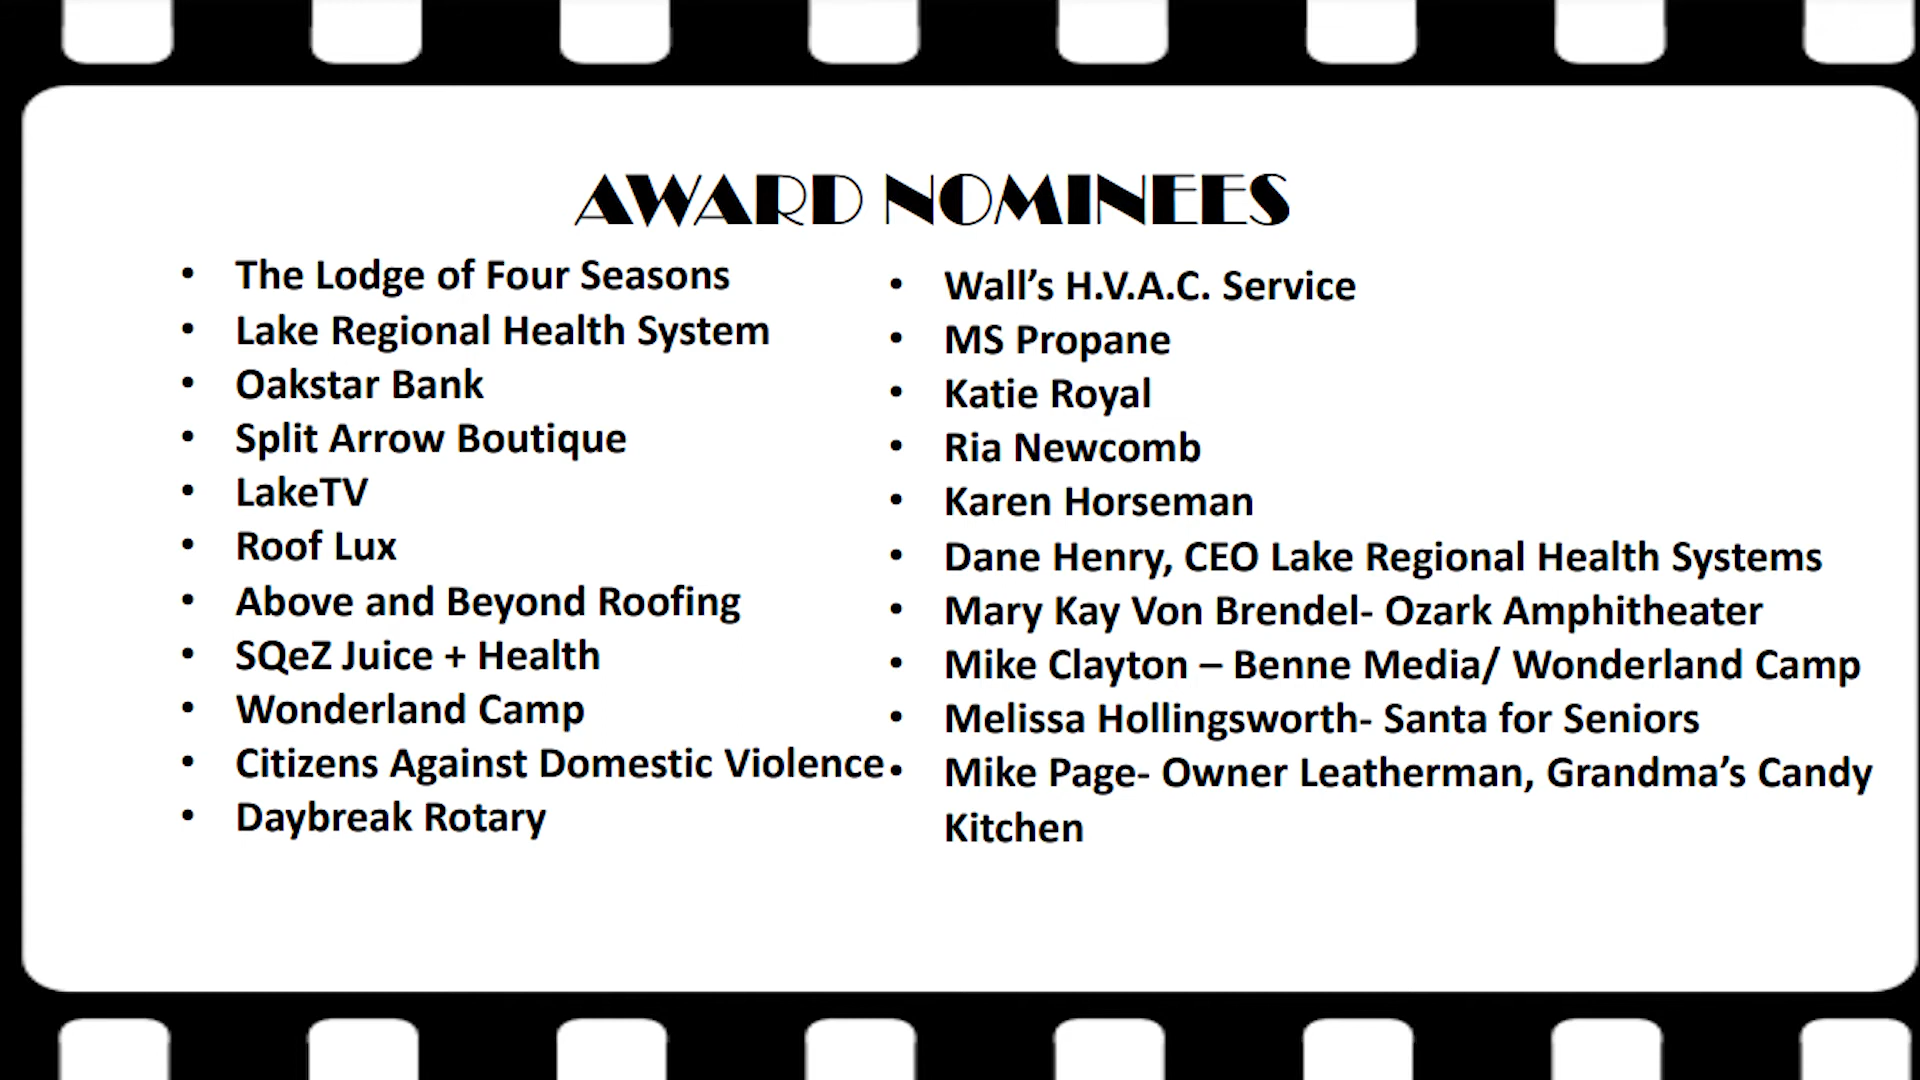 AWARD NOMINEES
• The Lodge of Four Seasons
• Lake Regional Health System
• Oakstar Bank
• Split Arrow Boutique
• LakeTV
• Roof Lux
• Above and Beyond Roofing
• SQeZ Juice + Health
• Wonderland Camp
• Citizens Against Domestic Violence
• Daybreak Rotary
• Wall’s H.V.A.C. Service
• MS Propane
• Katie Royal
• Ria Newcomb
• Karen Horseman
• Dane Henry, CEO Lake Regional Health Systems
• Mary Kay Von Brendel- Ozark Amphitheater
• Mike Clayton – Benne Media/ Wonderland Camp
• Melissa Hollingsworth- Santa for Seniors
• Mike Page- Owner Leatherman, Grandma’s Candy
Kitchen